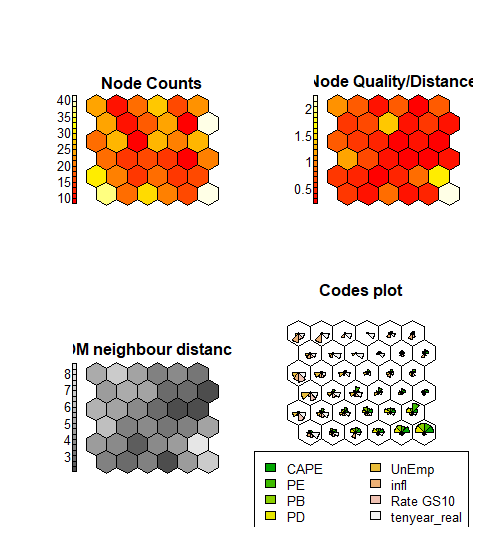 Node Counts
40
35
30
25
20
15
10
Node Quality/Distance
2
1.5
1
0.5
OM neighbour distanc
8
7
6
5
4
3
Codes plot
CAPE
PE
PB
PD
UnEmp
infl
Rate GS10
tenyear_real